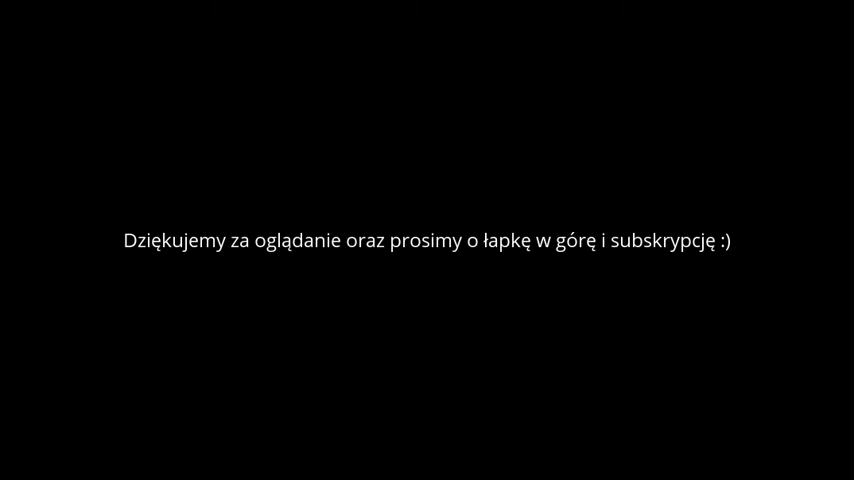 Dziękujemy za oglądanie oraz prosimy o łapkę w górę i subskrypcję :)